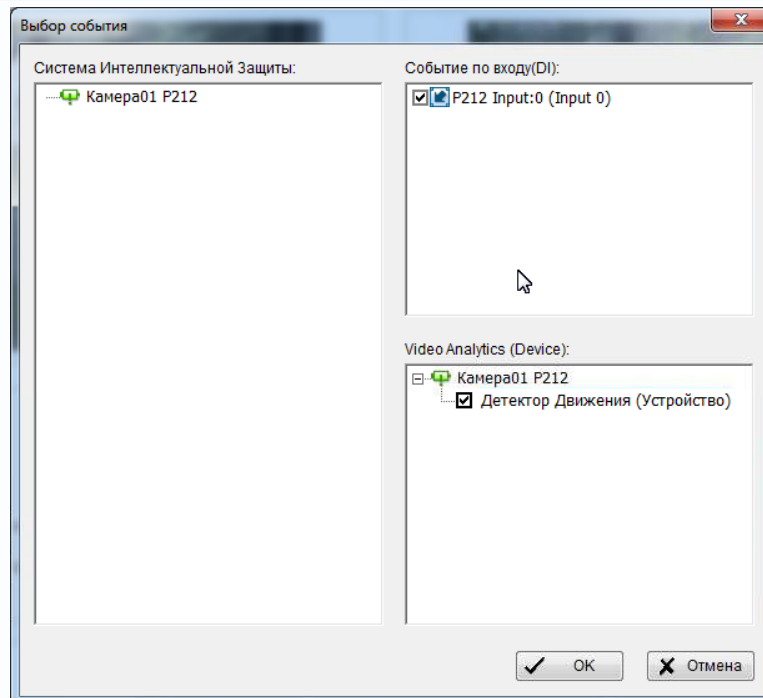 Выбор события
Система Интеллектуальной Защиты:
Камера01 P212
Событие по входу(DI):
P212 Input:0 (Input 0)
Video Analytics (Device):
Камера01 P212
Детектор Движения (Устройство)
OK
Отмена